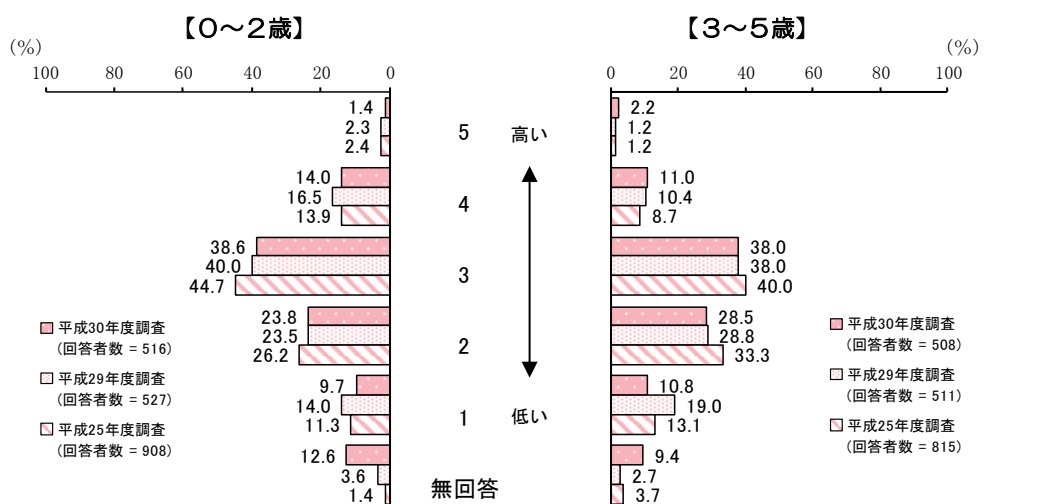 【0～2歳】
(%)
100 80 60 40 20 0
【3～5歳】
(%)
0 20 40 60 80 100
1.4
2.3
2.4
5 高い
2.2
1.2
1.2
14.0
16.5
13.9
4
11.0
10.4
8.7
38.6
40.0
44.7
3
38.0
38.0
40.0
23.8
23.5
26.2
2
28.5
28.8
33.3
9.7
14.0
11.3
1 低い
10.8
19.0
13.1
12.6
3.6
1.4
無回答
9.4
2.7
3.7
平成30年度調査
(回答者数 = 516)
平成29年度調査
(回答者数 = 527)
平成25年度調査
(回答者数 = 908)
平成30年度調査
(回答者数 = 508)
平成29年度調査
(回答者数 = 511)
平成25年度調査
(回答者数 = 815)